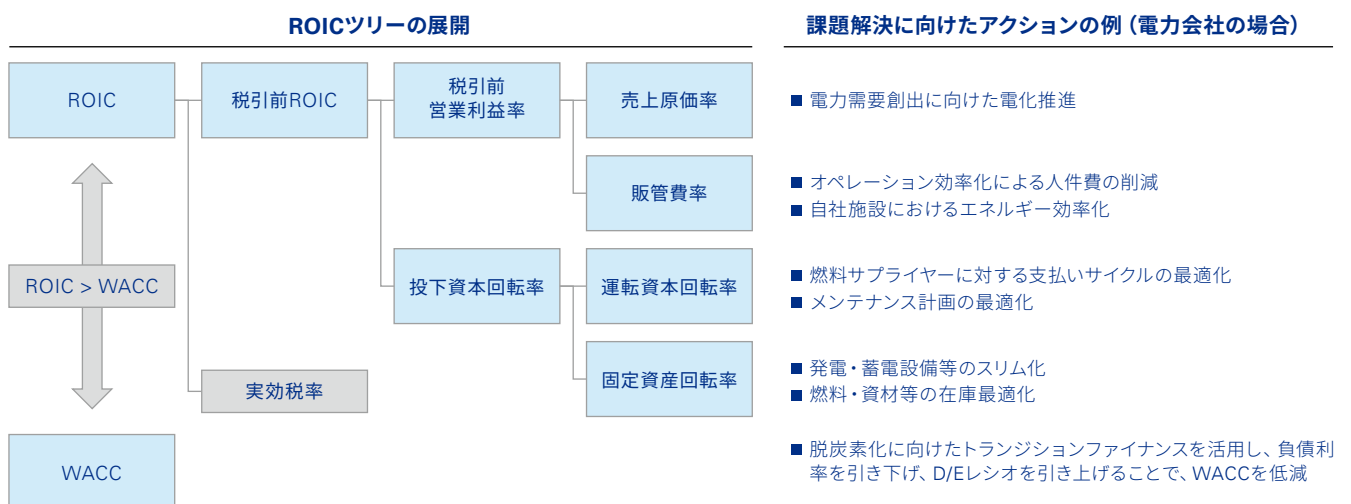 ROICツリーの展開
課題解決に向けたアクションの例（電力会社の場合）
ROIC
税引前ROIC
税引前
営業利益率
売上原価率
■ 電力需要創出に向けた電化推進
販管費率
■ オペレーション効率化による人件費の削減
■ 自社施設におけるエネルギー効率化
ROIC > WACC
投下資本回転率
運転資本回転率
■ 燃料サプライヤーに対する支払いサイクルの最適化
■ メンテナンス計画の最適化
実効税率
固定資産回転率
■ 発電・蓄電設備等のスリム化
■ 燃料・資材等の在庫最適化
WACC
■ 脱炭素化に向けたトランジションファイナンスを活用し、負債利
率を引き下げ、D/Eレシオを引き上げることで、WACCを低減